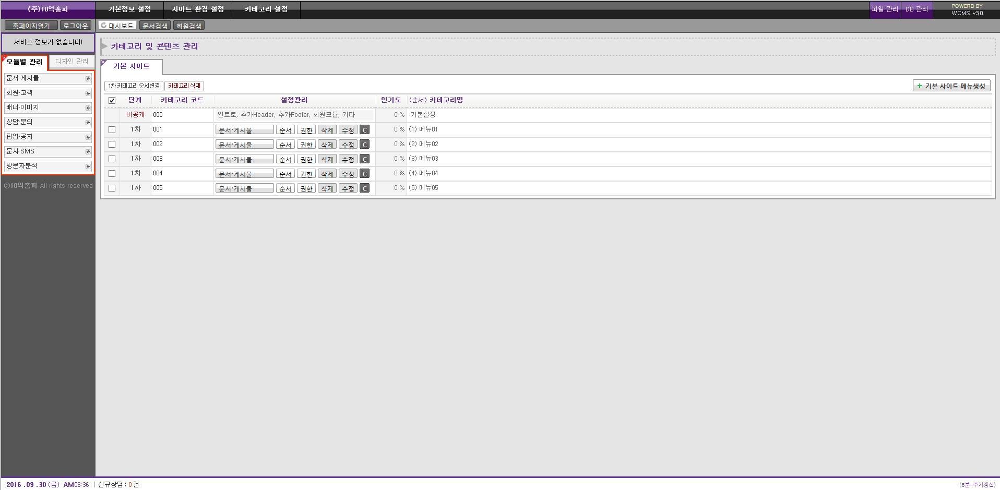 (주)10억홈피 기본정보 설정 사이트 환경 설정 카테고리 설정 파일 관리 DB 관리 POWERD BY
WCMS v3.0
홈페이지열기 로그아웃 대시보드 문서검색 회원검색
서비스 정보가 없습니다!
카테고리 및 콘텐츠 관리
모듈별 관리 디자인 관리
기본 사이트
문서·게시물
회원·고객
배너·이미지
상담·문의
팝업·공지
문자·SMS
방문자분석
ⓒ10억홈피 All rights reserved
1차 카테고리 순서변경 카테고리 삭제 + 기본 사이트 메뉴생성
단계 카테고리 코드 설정관리 인기도 (순서) 카테고리명
비공개 000 인트로, 추가Header, 추가Footer, 회원모듈, 기타 0 % 기본설정
1차 001 문서·게시물 순서 권한 삭제 수정 C 0 % (1) 메뉴01
1차 002 문서·게시물 순서 권한 삭제 수정 C 0 % (2) 메뉴02
1차 003 문서·게시물 순서 권한 삭제 수정 C 0 % (3) 메뉴03
1차 004 문서·게시물 순서 권한 삭제 수정 C 0 % (4) 메뉴04
1차 005 문서·게시물 순서 권한 삭제 수정 C 0 % (5) 메뉴05
2016 .09 .30 (금) AM08:36 | 신규상담 : 0 건 (6분-주기갱신)